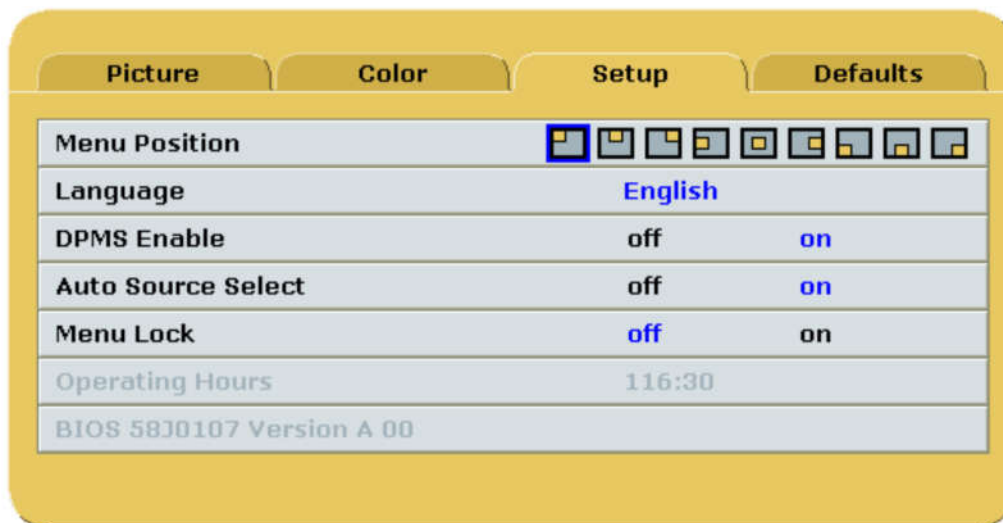 Picture Color Setup Defaults
Menu Position
Language English
DPMS Enable off on
Auto Source Select off on
Menu Lock off on
Operating Hours 116:30
BIOS 58J0107 Version A 00